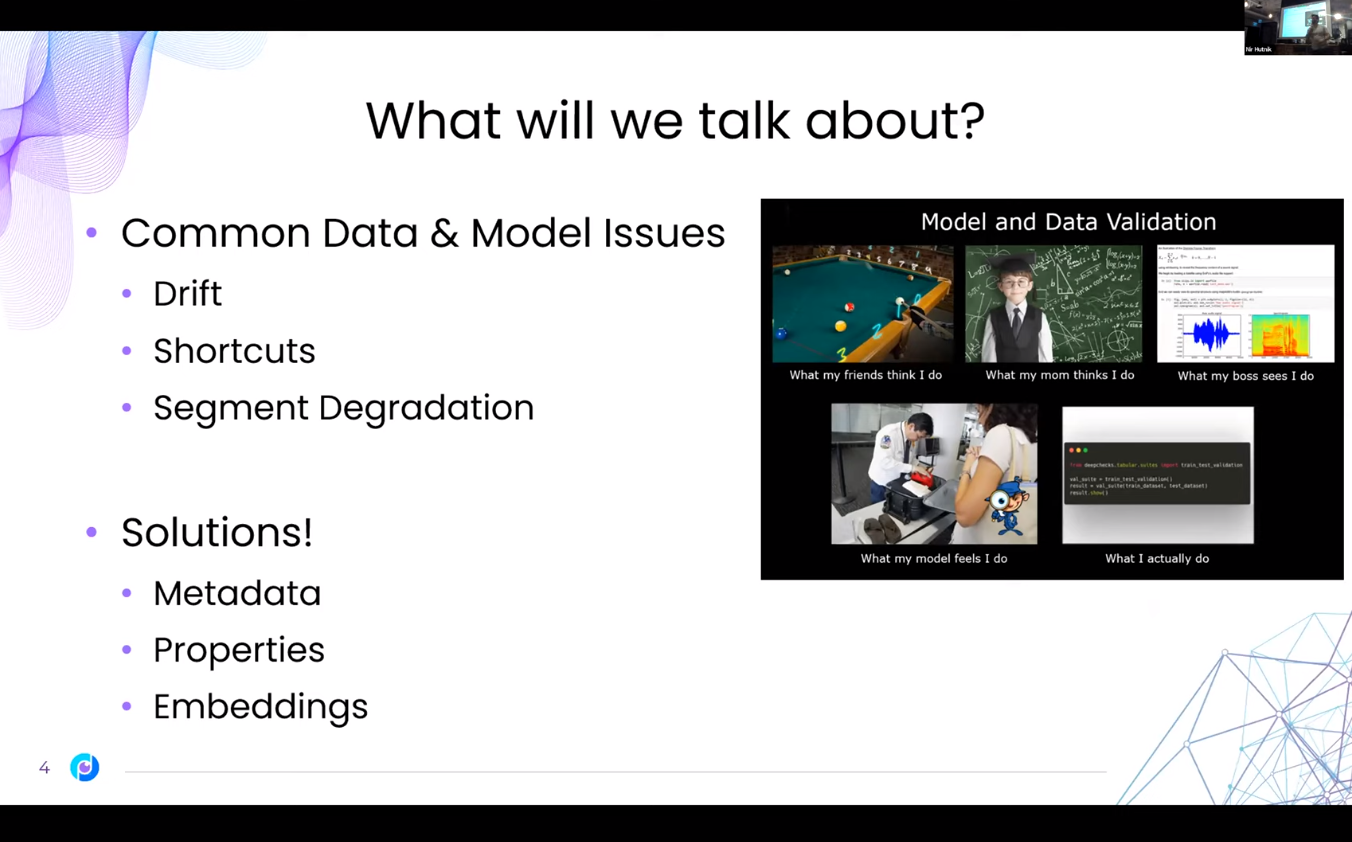 Nir Hutnik
What will we talk about?
Common Data & Model Issues
Drift
Shortcuts
Segment Degradation
Solutions!
Metadata
Properties
Embeddings
Model and Data Validation
What my friends think I do
What my mom thinks I do
What my boss sees I do
What my model feels I do
from deepchecks.tabular.suites import train_test_validation
val_suite = train_test_validation()
result = val_suite(train_dataset, test_dataset)
result.show()
What I actually do
4